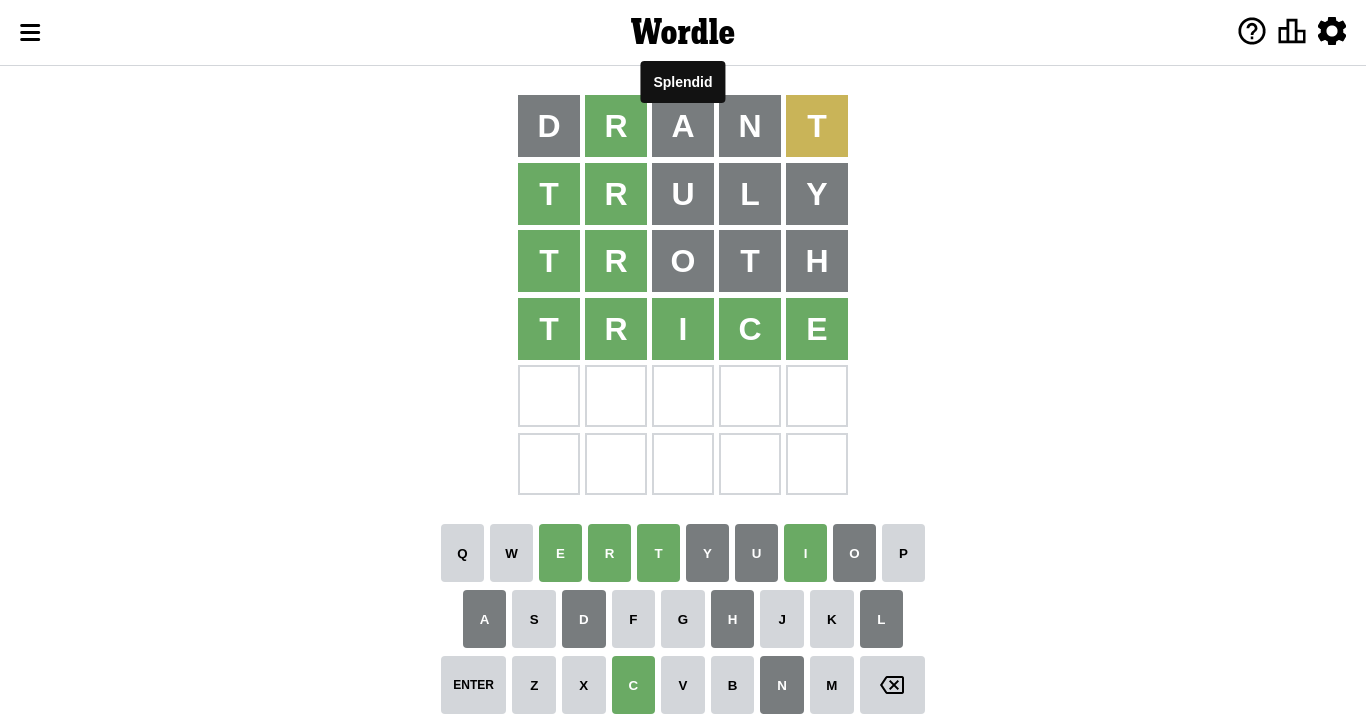 Wordle
Splendid
D R A N T
T R U L Y
T R O T H
T R I C E
Q W E R T Y U I O P
A S D F G H J K L
ENTER Z X C V B N M